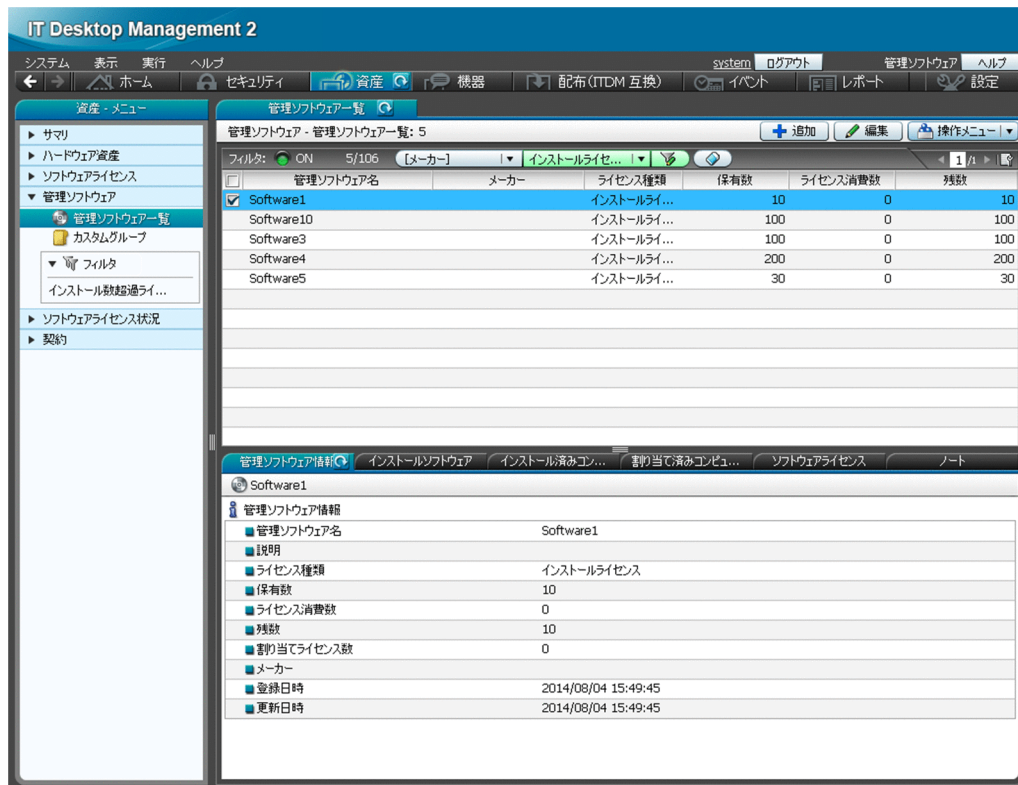 IT Desktop Management 2
システム 表示 実行 ヘルプ system ログアウト 管理ソフトウェア ヘルプ
ホーム セキュリティ 資産 機器 配布(ITDM 互換) イベント レポート 設定
資産 - メニュー
サマリ
ハードウェア資産
ソフトウェアライセンス
管理ソフトウェア
管理ソフトウェア一覧
カスタムグループ
フィルタ
インストール数超過ライ...
ソフトウェアライセンス状況
契約
管理ソフトウェア一覧
管理ソフトウェア - 管理ソフトウェア一覧: 5 追加 編集 操作メニュー
フィルタ: ON 5/106 [メーカー] インストールライセ... 1 /1
管理ソフトウェア名 メーカー ライセンス種類 保有数 ライセンス消費数 残数
Software1 インストールライ... 10 0 10
Software10 インストールライ... 100 0 100
Software3 インストールライ... 100 0 100
Software4 インストールライ... 200 0 200
Software5 インストールライ... 30 0 30
管理ソフトウェア情報 インストールソフトウェア インストール済みコン... 割り当て済みコンピュ... ソフトウェアライセンス ノート
Software1
管理ソフトウェア情報
管理ソフトウェア名 Software1
説明
ライセンス種類 インストールライセンス
保有数 10
ライセンス消費数 0
残数 10
割り当てライセンス数 0
メーカー
登録日時 2014/08/04 15:49:45
更新日時 2014/08/04 15:49:45